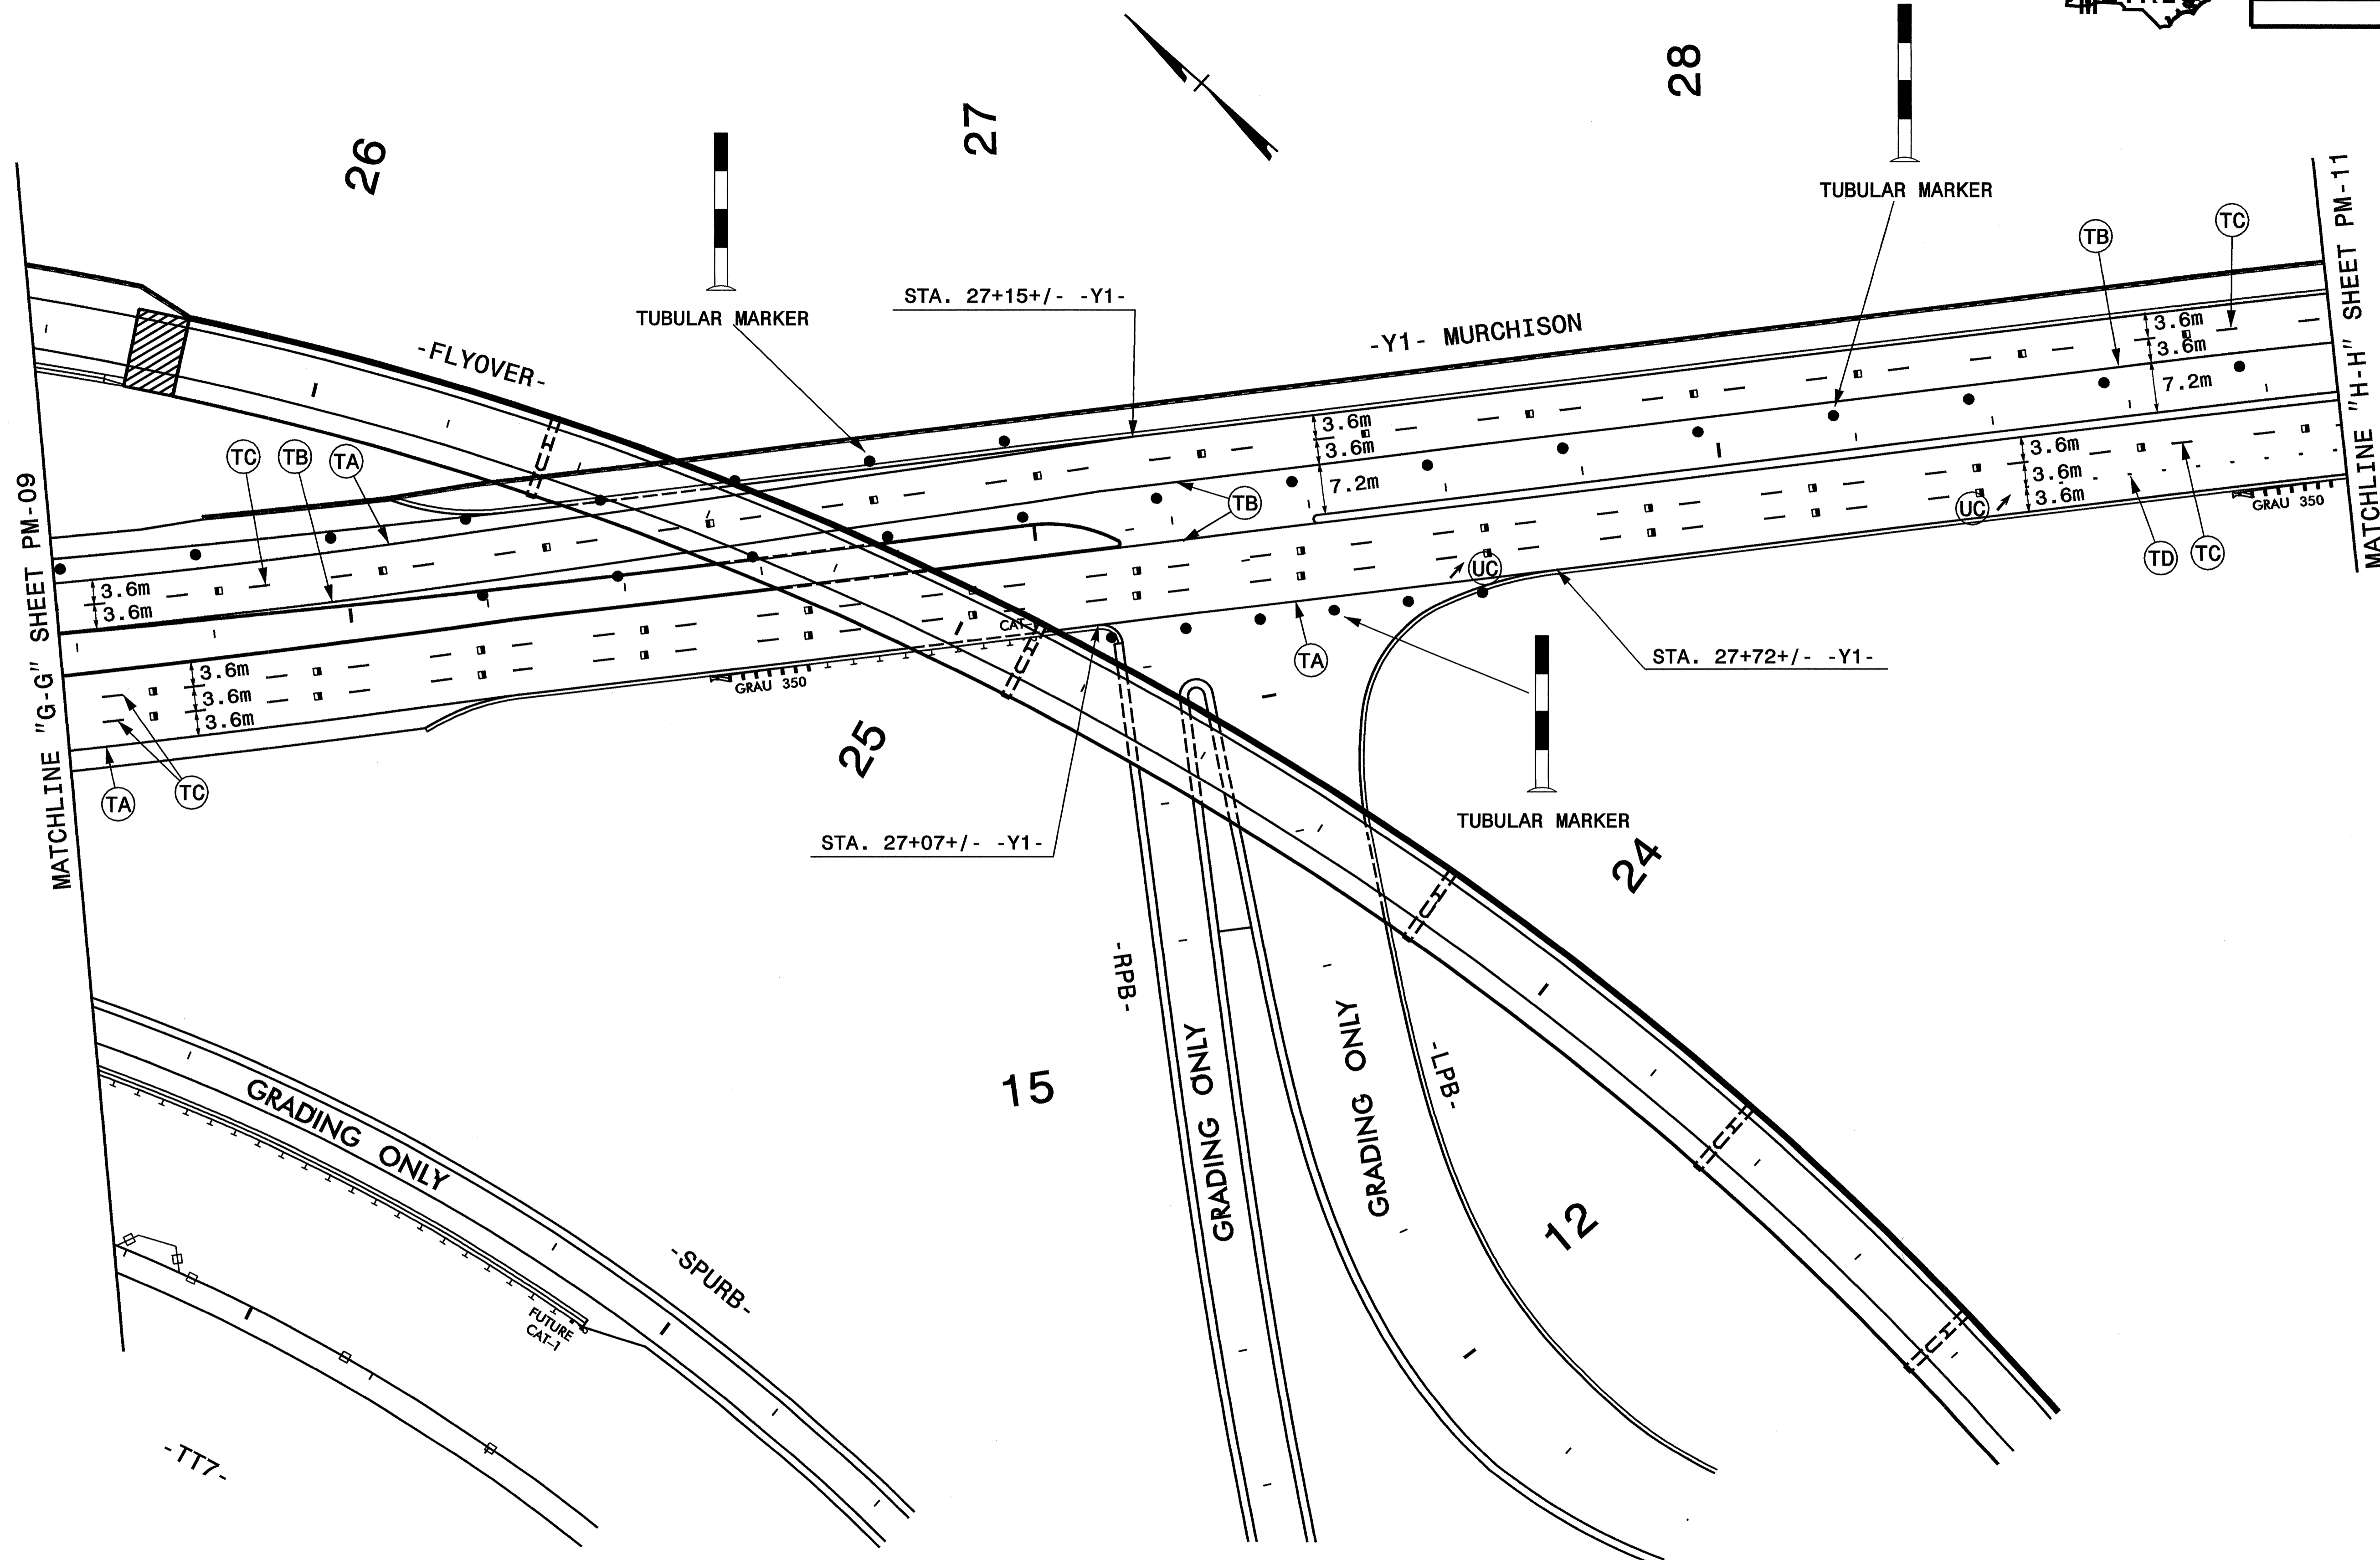 28
27
26
TUBULAR MARKER
TUBULAR MARKER
TC
TB
STA. 27+15+/- -Y1-
-Y1- MURCHISON
-FLYOVER-
3.6m
3.6m
7.2m
3.6m
3.6m
7.2m
TC
TB
TA
TB
3.6m
3.6m
3.6m
UC
GRAU 350
TD
TC
MATCHLINE "H-H" SHEET PM-11
MATCHLINE "G-G" SHEET PM-09
3.6m
3.6m
UC
CAT-
3.6m
3.6m
3.6m
GRAU 350
TA
STA. 27+72+/- -Y1-
TA
TC
25
TUBULAR MARKER
STA. 27+07+/- -Y1-
24
-RPB-
GRADING ONLY
GRADING ONLY
-LPB-
15
12
GRADING ONLY
-SPURB-
FUTURE
CAT-1
-TT7-